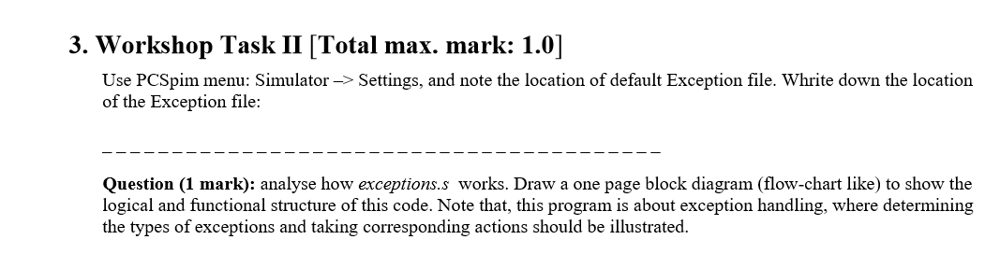 3. Workshop Task II [Total max. mark: 1.0]
Use PCSpim menu: Simulator –> Settings, and note the location of default Exception file. Whrite down the location
of the Exception file:
_ _ _ _ _ _ _ _ _ _ _ _ _ _ _ _ _ _ _ _ _ _ _ _ _ _ _ _ _ _ _ _ _ _ _ _ _ _ _ _
Question (1 mark): analyse how exceptions.s works. Draw a one page block diagram (flow-chart like) to show the
logical and functional structure of this code. Note that, this program is about exception handling, where determining
the types of exceptions and taking corresponding actions should be illustrated.